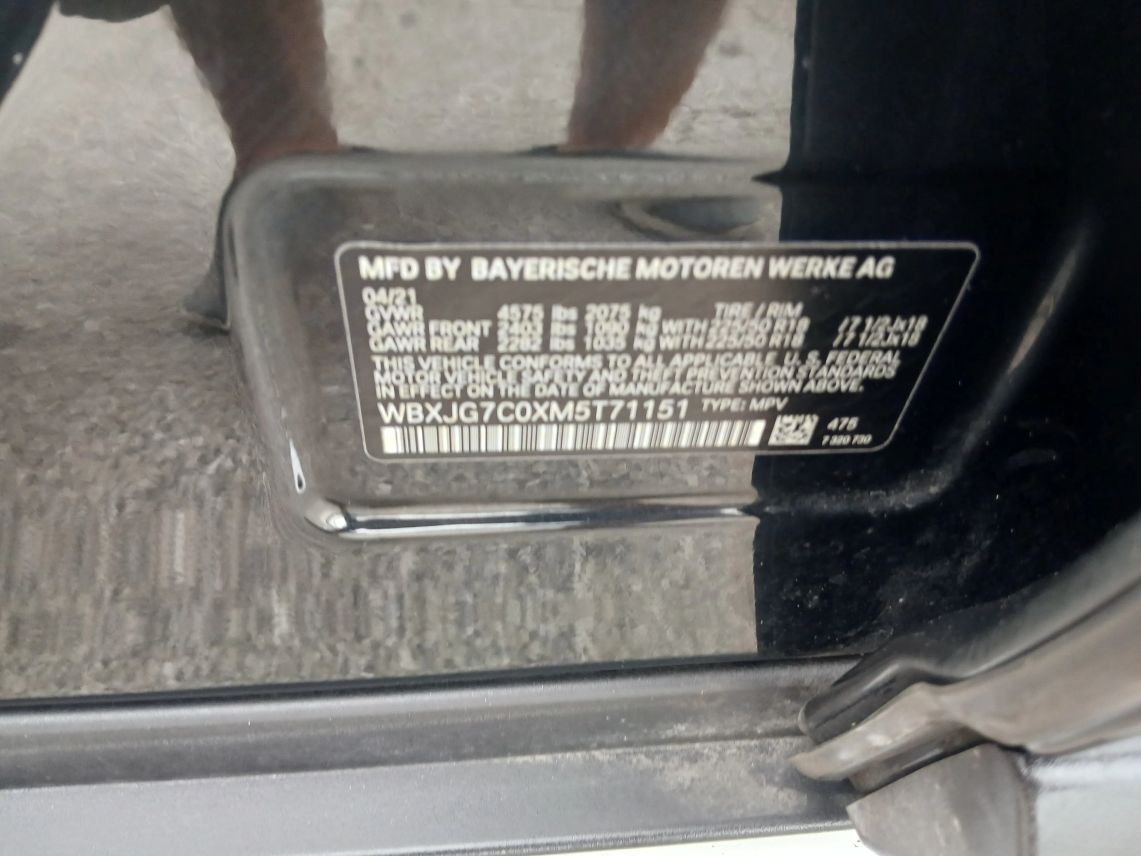 MFD BY BAYERISCHE MOTOREN WERKE AG
04/21
GVWR 4575 lbs 2075 kg TIRE / RIM
GAWR FRONT 2403 lbs 1090 kg WITH 225/50 R18 / 7 1/2Jx18
GAWR REAR 2282 lbs 1035 kg WITH 225/50 R18 / 7 1/2Jx18
THIS VEHICLE CONFORMS TO ALL APPLICABLE U.S. FEDERAL
MOTOR VEHICLE SAFETY AND THEFT PREVENTION STANDARDS
IN EFFECT ON THE DATE OF MANUFACTURE SHOWN ABOVE.
WBXJG7C0XM5T71151 TYPE: MPV
475
7 320 730